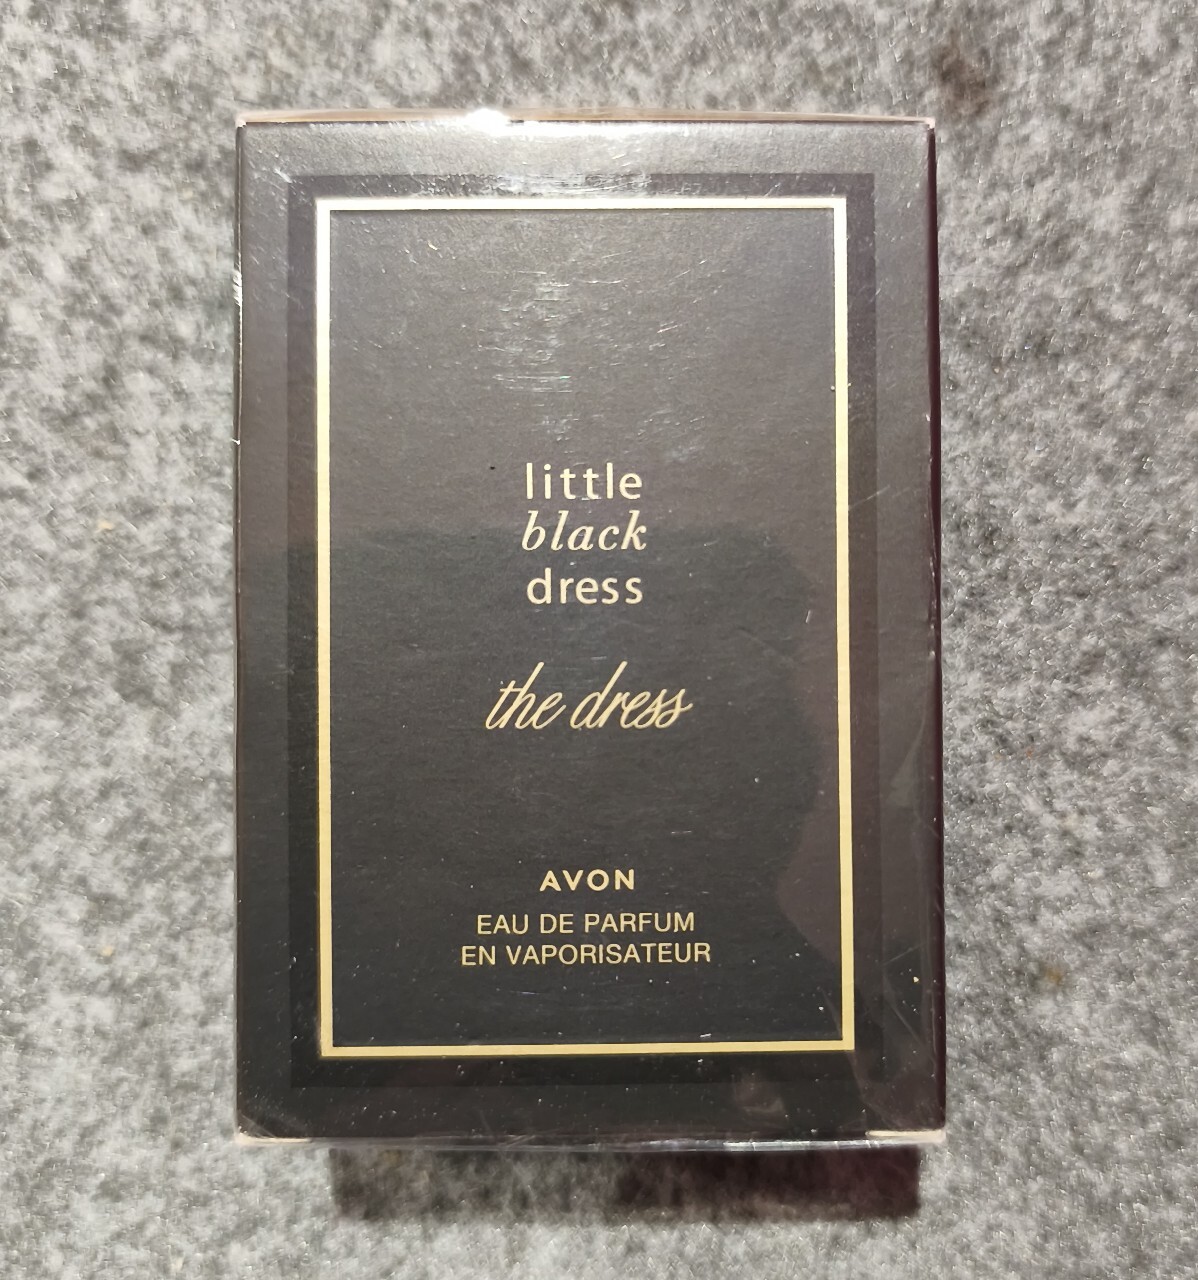 little
black
dress
the dress
AVON
EAU DE PARFUM
EN VAPORISATEUR